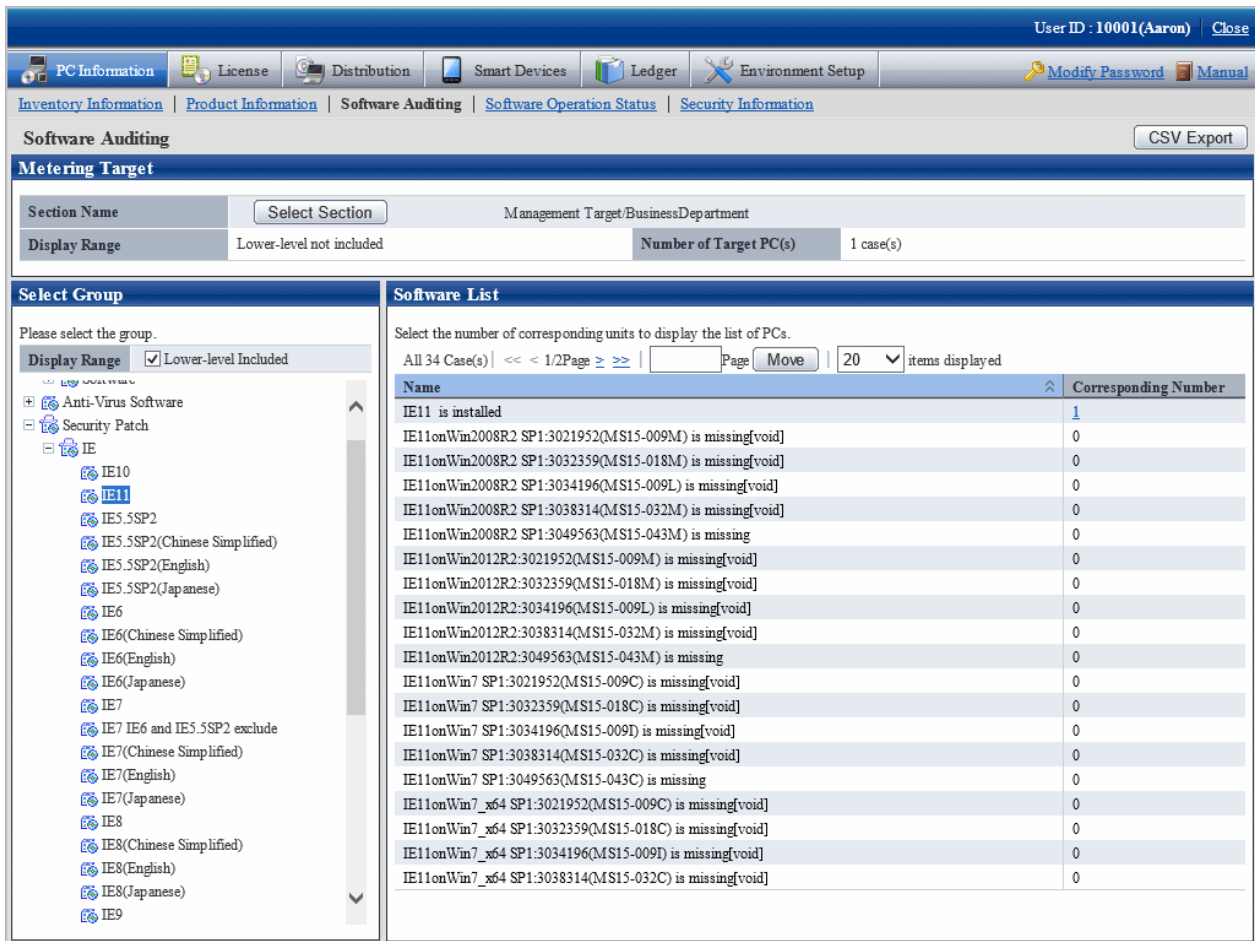 User ID : 10001(Aaron) Close
PC Information License Distribution Smart Devices Ledger Environment Setup Modify Password Manual
Inventory Information | Product Information | Software Auditing | Software Operation Status | Security Information
Software Auditing CSV Export
Metering Target
Section Name Select Section Management Target/BusinessDepartment
Display Range Lower-level not included Number of Target PC(s) 1 case(s)
Select Group
Please select the group.
Display Range Lower-level Included
Software
Anti-Virus Software
Security Patch
IE
IE10
IE11
IE5.5SP2
IE5.5SP2(Chinese Simplified)
IE5.5SP2(English)
IE5.5SP2(Japanese)
IE6
IE6(Chinese Simplified)
IE6(English)
IE6(Japanese)
IE7
IE7 IE6 and IE5.5SP2 exclude
IE7(Chinese Simplified)
IE7(English)
IE7(Japanese)
IE8
IE8(Chinese Simplified)
IE8(English)
IE8(Japanese)
IE9
Software List
Select the number of corresponding units to display the list of PCs.
All 34 Case(s)| << < 1/2Page > >> | Page Move | 20 items displayed
Name Corresponding Number
IE11 is installed 1
IE11onWin2008R2 SP1:3021952(MS15-009M) is missing[void] 0
IE11onWin2008R2 SP1:3032359(MS15-018M) is missing[void] 0
IE11onWin2008R2 SP1:3034196(MS15-009L) is missing[void] 0
IE11onWin2008R2 SP1:3038314(MS15-032M) is missing[void] 0
IE11onWin2008R2 SP1:3049563(MS15-043M) is missing 0
IE11onWin2012R2:3021952(MS15-009M) is missing[void] 0
IE11onWin2012R2:3032359(MS15-018M) is missing[void] 0
IE11onWin2012R2:3034196(MS15-009L) is missing[void] 0
IE11onWin2012R2:3038314(MS15-032M) is missing[void] 0
IE11onWin2012R2:3049563(MS15-043M) is missing 0
IE11onWin7 SP1:3021952(MS15-009C) is missing[void] 0
IE11onWin7 SP1:3032359(MS15-018C) is missing[void] 0
IE11onWin7 SP1:3034196(MS15-009I) is missing[void] 0
IE11onWin7 SP1:3038314(MS15-032C) is missing[void] 0
IE11onWin7 SP1:3049563(MS15-043C) is missing 0
IE11onWin7_x64 SP1:3021952(MS15-009C) is missing[void] 0
IE11onWin7_x64 SP1:3032359(MS15-018C) is missing[void] 0
IE11onWin7_x64 SP1:3034196(MS15-009I) is missing[void] 0
IE11onWin7_x64 SP1:3038314(MS15-032C) is missing[void] 0